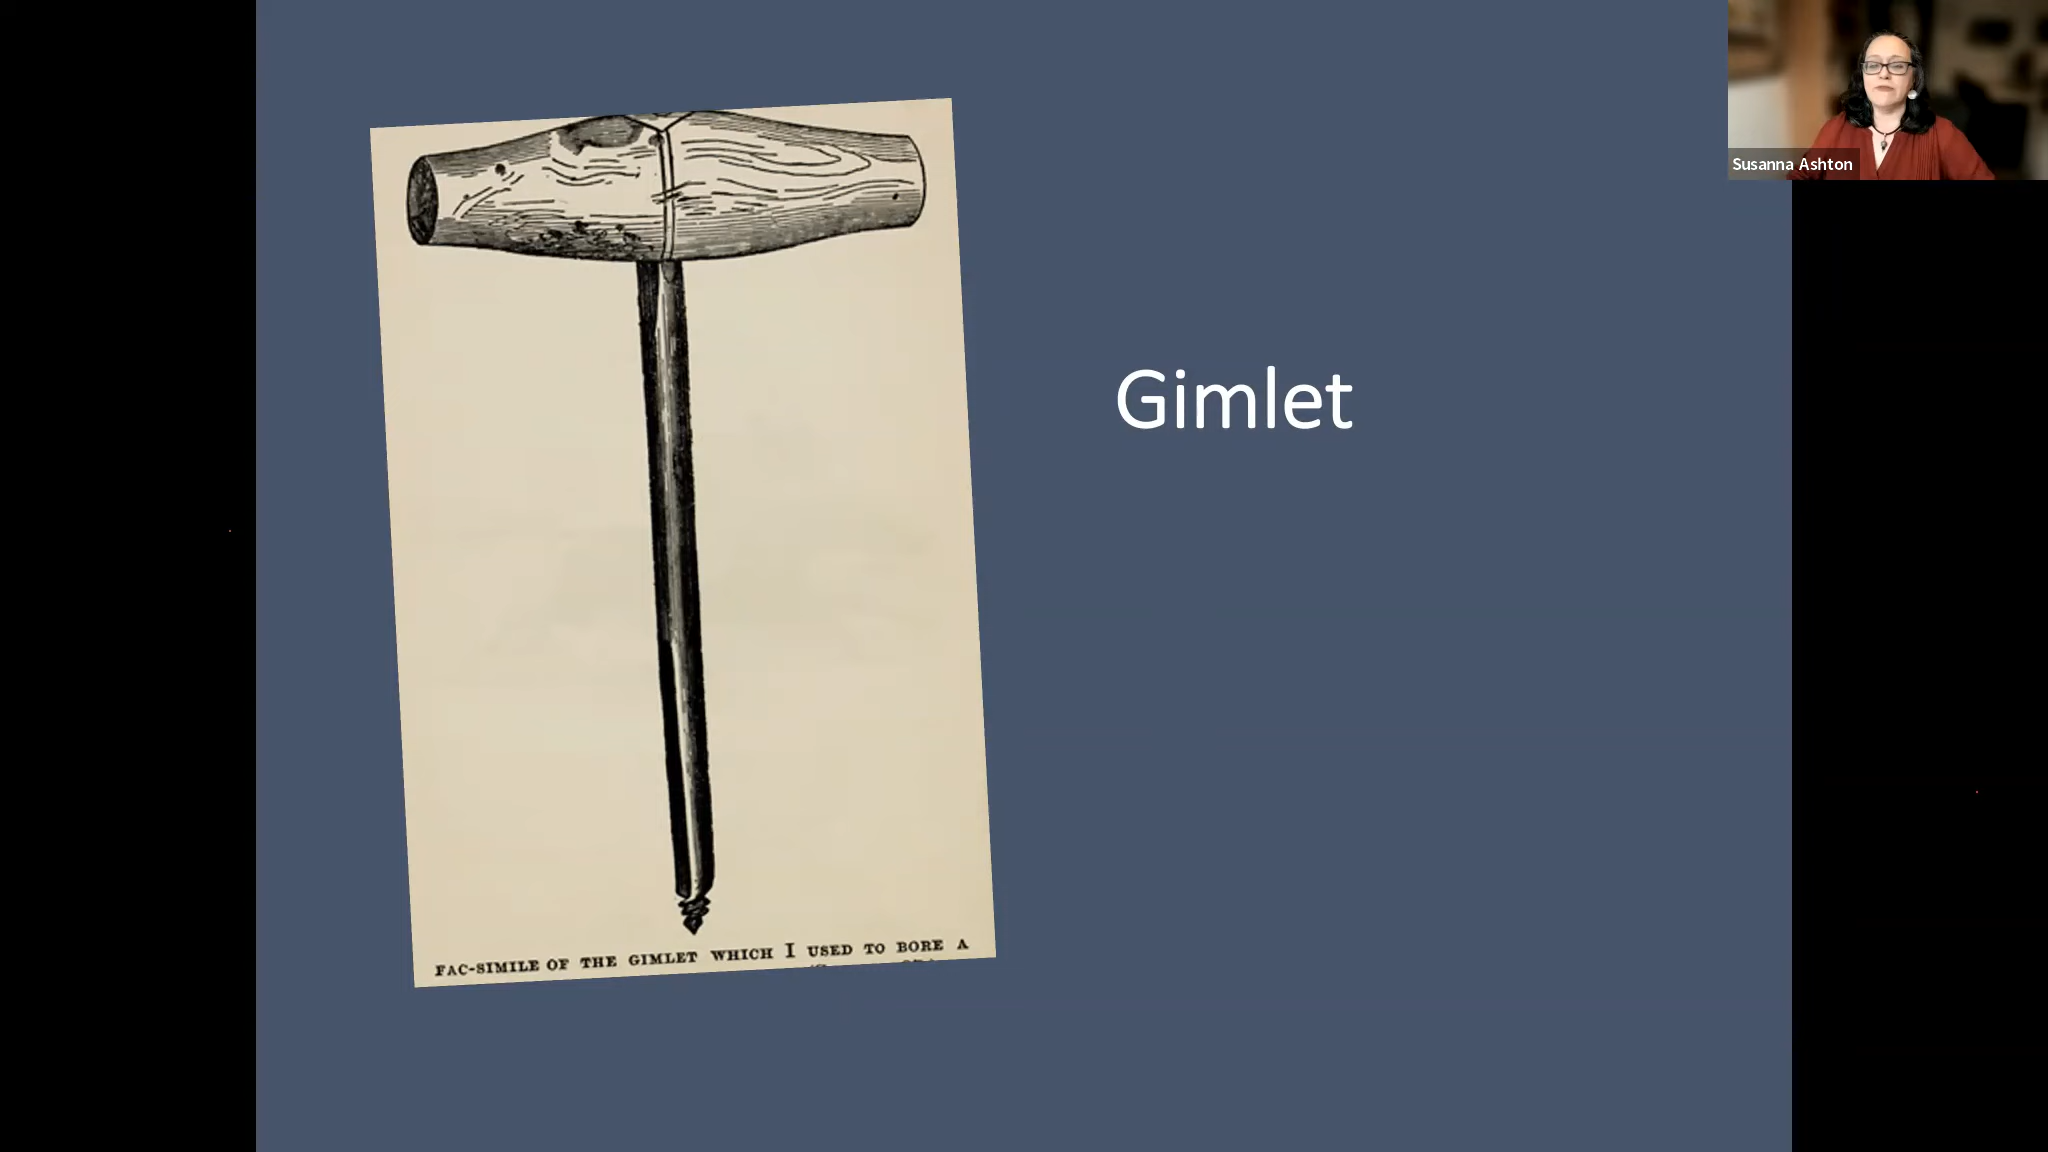 Susanna Ashton
Gimlet
FAC-SIMILE OF THE GIMLET WHICH I USED TO BORE A